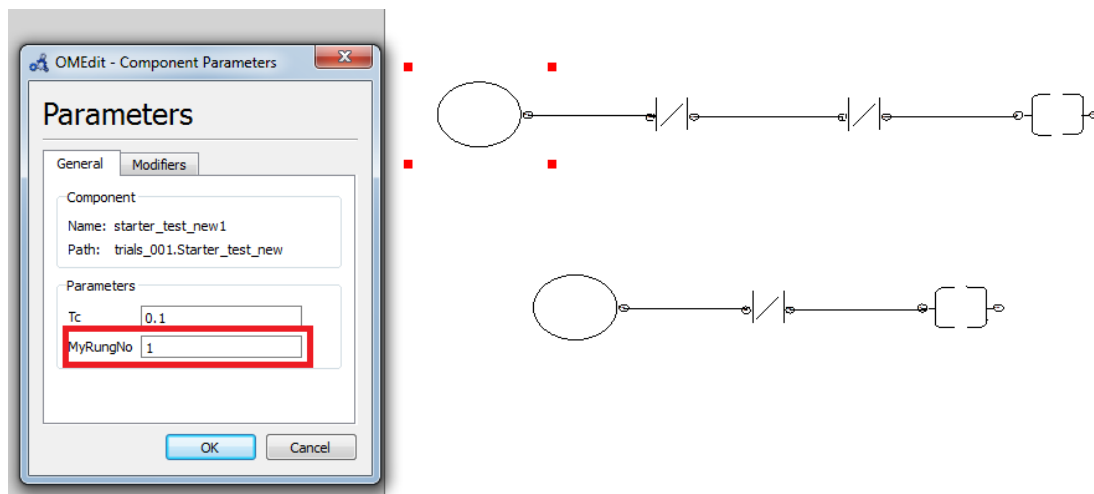 OMEdit - Component Parameters
Parameters
General Modifiers
Component
Name: starter_test_new1
Path: trials_001.Starter_test_new
Parameters
Tc 0.1
MyRungNo 1
OK Cancel